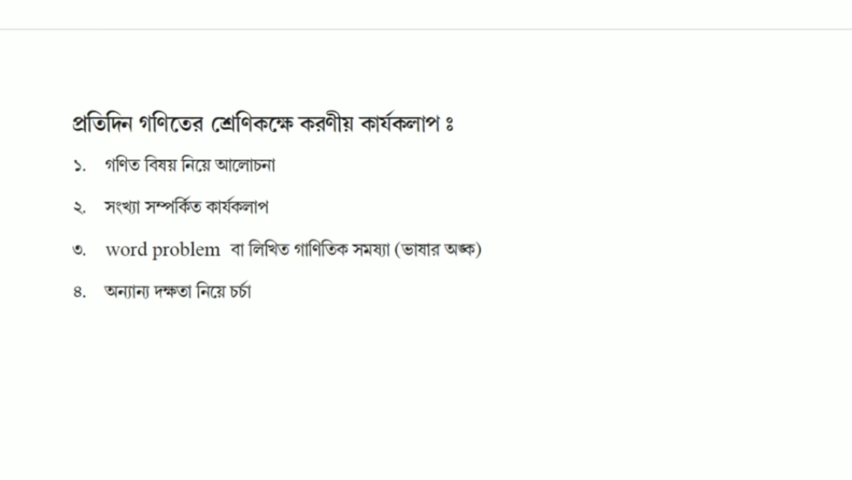 প্রতিদিন গণিতের শ্রেণিকক্ষে করণীয় কার্যকলাপ ঃ
১. গণিত বিষয় নিয়ে আলোচনা
২. সংখ্যা সম্পর্কিত কার্যকলাপ
৩. word problem বা লিখিত গাণিতিক সমষ্যা (ভাষার অঙ্ক)
৪. অন্যান্য দক্ষতা নিয়ে চর্চা